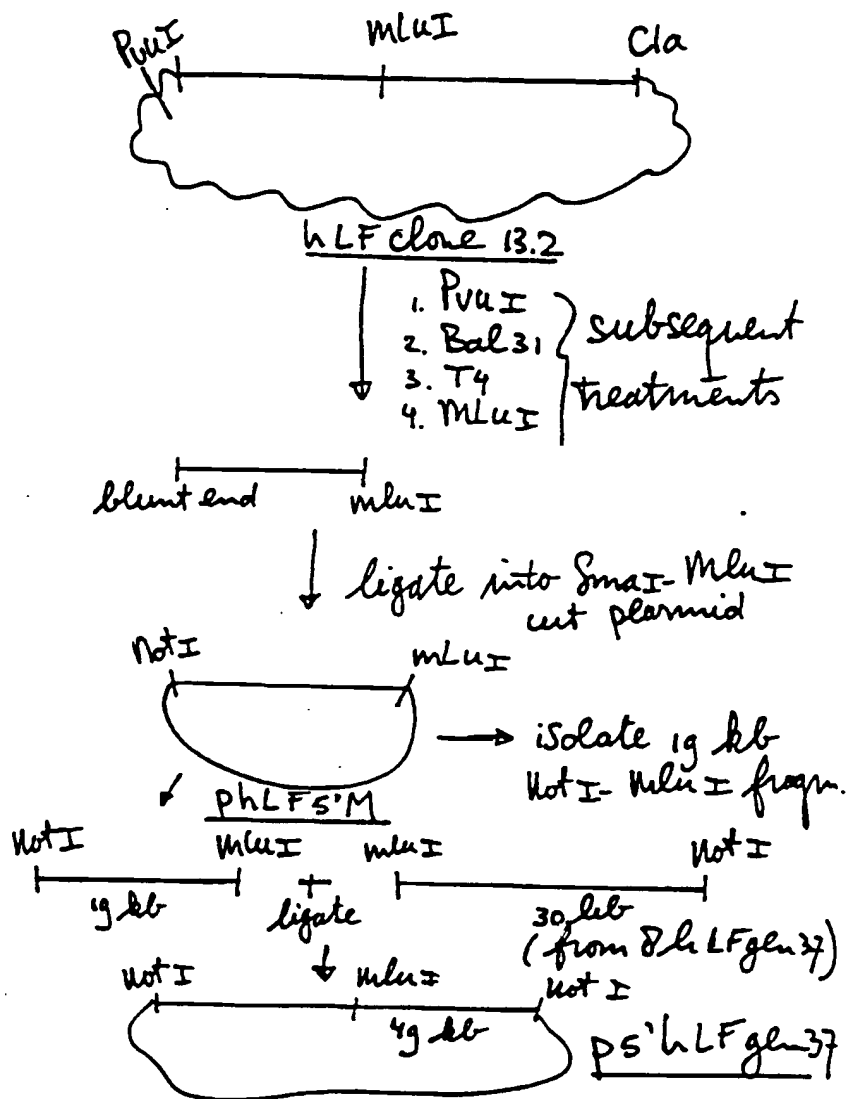 PvuI mLuI Cla
hLF clone 13.2
1. PvuI
2. Bal31
3. T4
4. MLuI
subsequent
treatments
blunt end mluI
ligate into SmaI-MluI
cut plasmid
NotI mLuI
→ isolate 19 kb
NotI-MluI fragm.
phLF5'M
NotI MluI mluI NotI
19 kb + 30 kb
ligate
(from 8hLFgen37)
NotI mluI NotI
49 kb
p5'hLFgen37